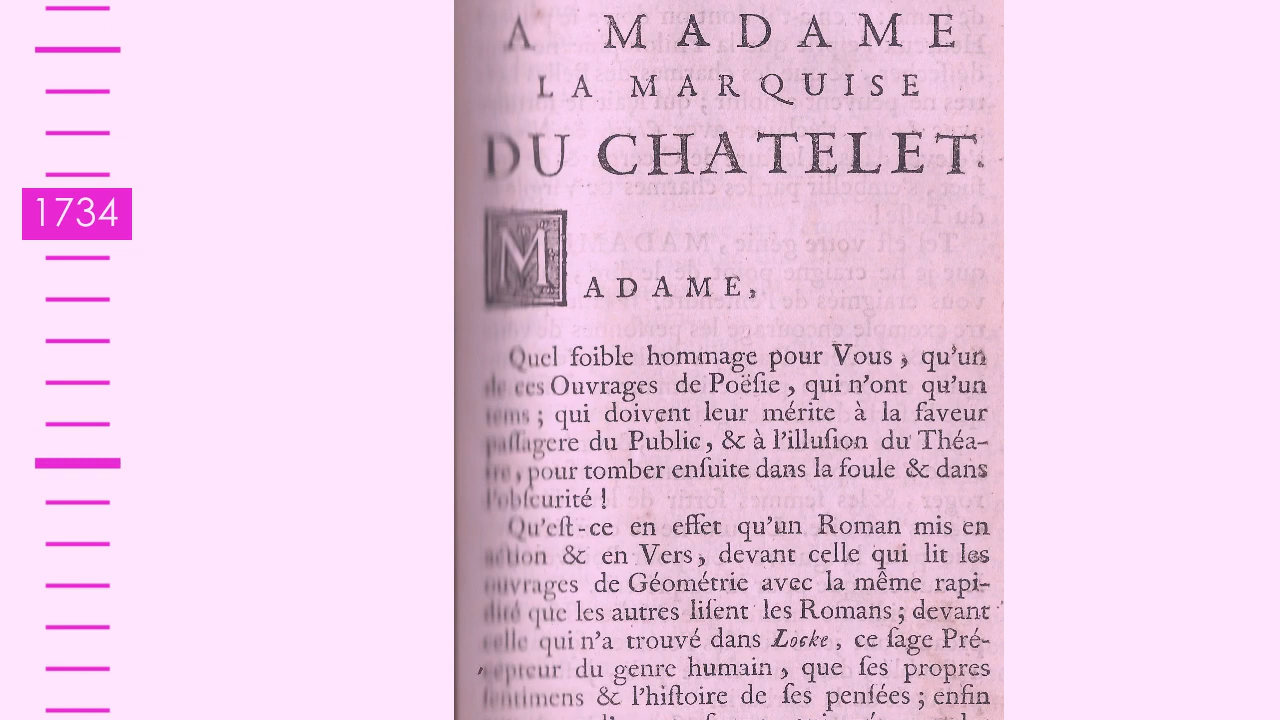 1734
A MADAME
LA MARQUISE
DU CHATELET.
MADAME,
Quel foible hommage pour Vous, qu'un
de ces Ouvrages de Poëſie, qui n'ont qu'un
tems; qui doivent leur mérite à la faveur
paſſagere du Public, & à l'illuſion du Théa-
tre, pour tomber enſuite dans la foule & dans
l'obſcurité!
Qu'eſt-ce en effet qu'un Roman mis en
action & en Vers, devant celle qui lit les
ouvrages de Géométrie avec la même rapi-
dité que les autres liſent les Romans; devant
celle qui n'a trouvé dans Locke, ce ſage Pré-
cepteur du genre humain, que ſes propres
ſentimens & l'hiſtoire de ſes penſées; enfin